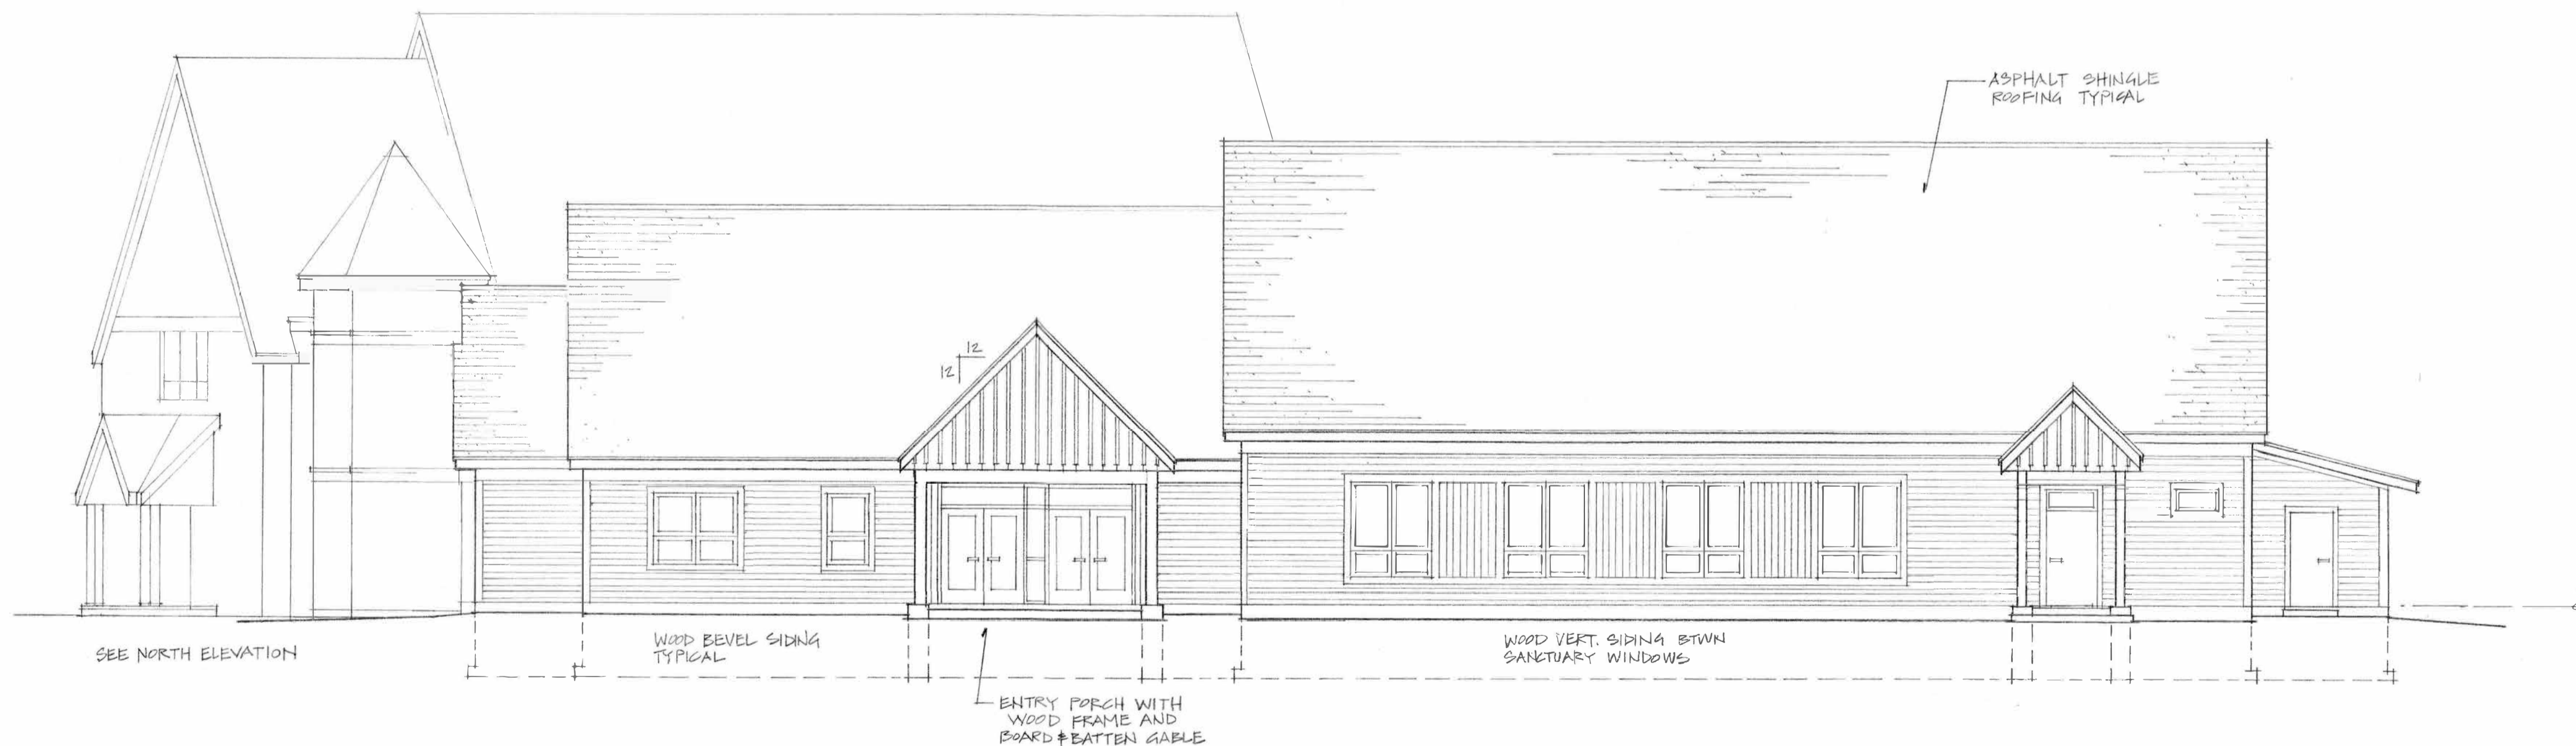 ASPHALT SHINGLE
ROOFING TYPICAL
12
12
SEE NORTH ELEVATION
WOOD BEVEL SIDING
TYPICAL
WOOD VERT. SIDING BTWN
SANCTUARY WINDOWS
ENTRY PORCH WITH
WOOD FRAME AND
BOARD & BATTEN GABLE